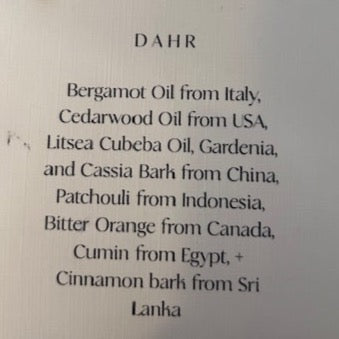 DAHR
Bergamot Oil from Italy,
Cedarwood Oil from USA,
Litsea Cubeba Oil, Gardenia,
and Cassia Bark from China,
Patchouli from Indonesia,
Bitter Orange from Canada,
Cumin from Egypt, +
Cinnamon bark from Sri
Lanka